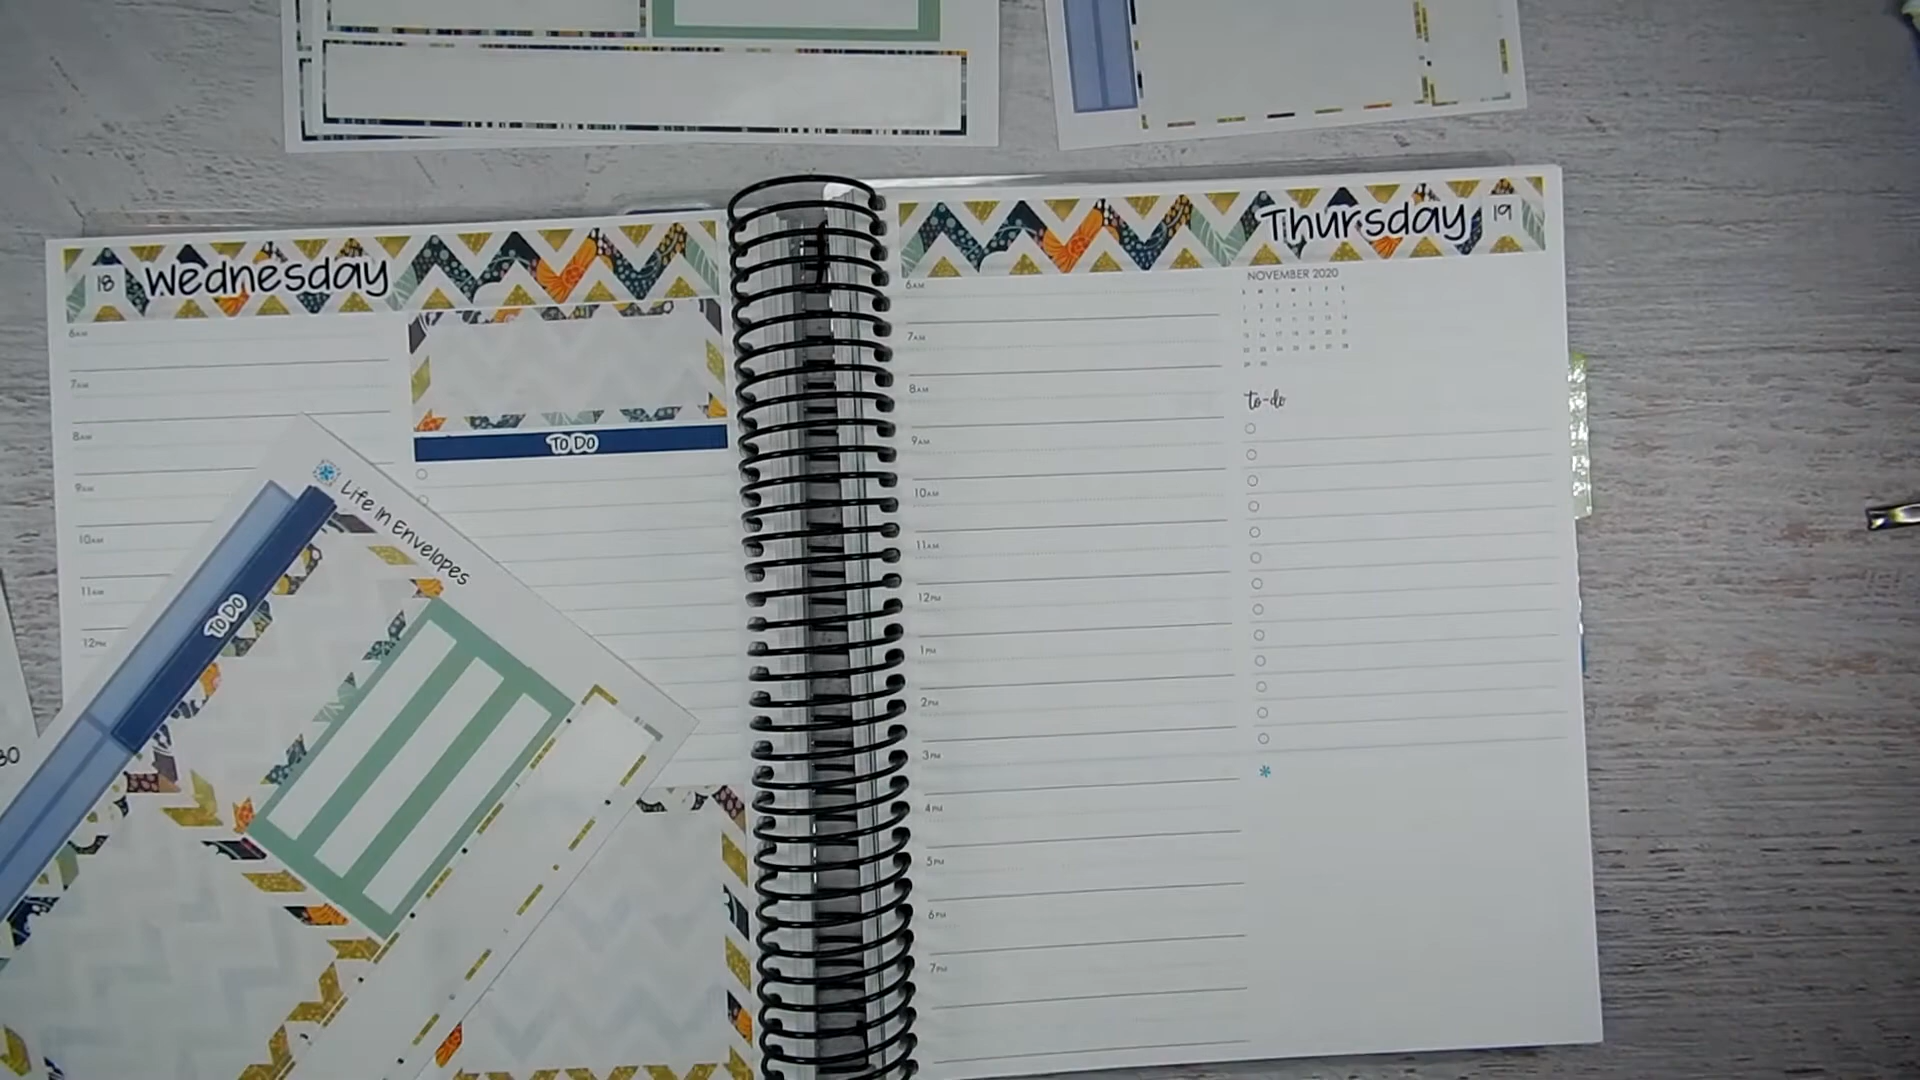 18 Wednesday
6AM
7AM
8AM
9AM
10AM
11AM
12PM
TO DO
Life in Envelopes
TO DO
30
Thursday 19
NOVEMBER 2020
to-do
6AM
7AM
8AM
9AM
10AM
11AM
12PM
1PM
2PM
3PM
4PM
5PM
6PM
7PM